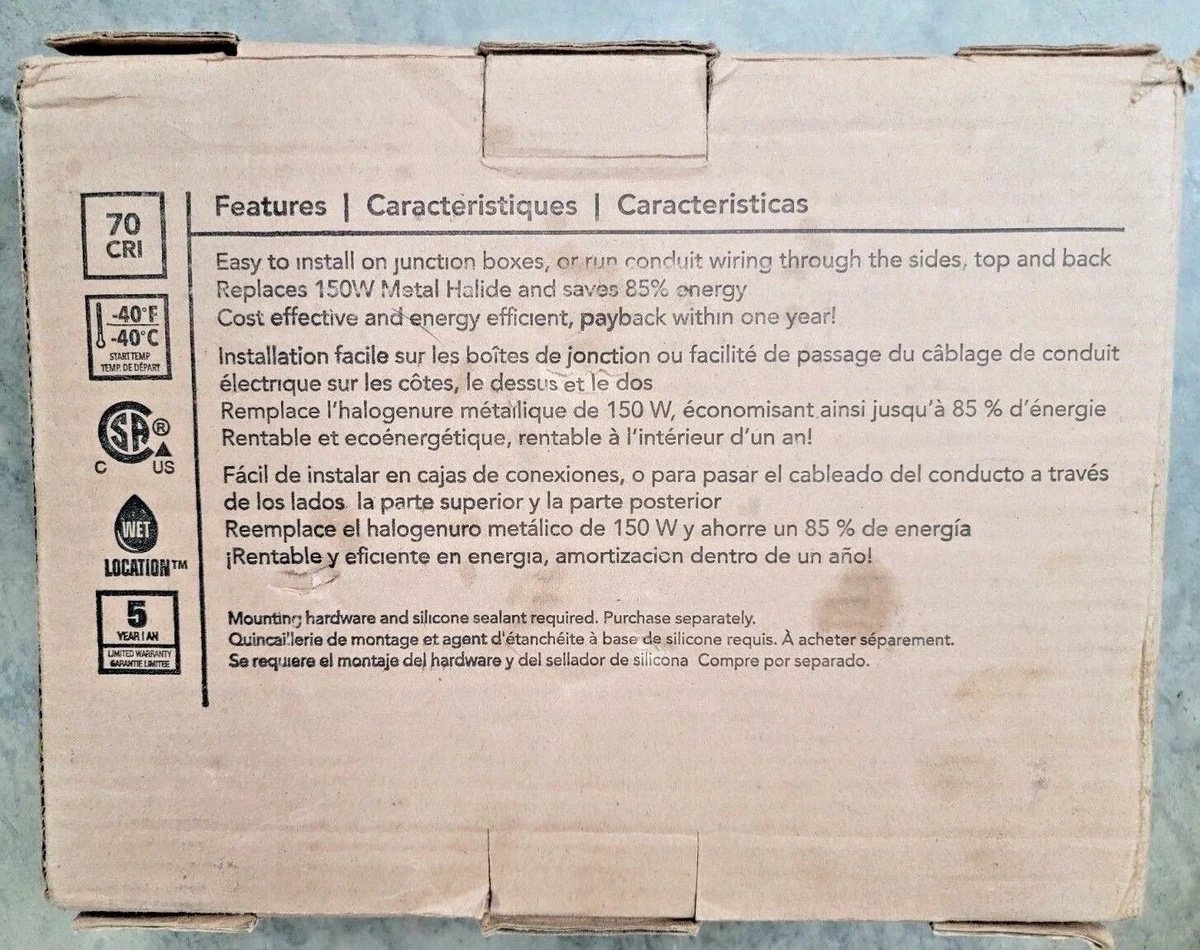 70
CRI
-40°F
-40°C
START TEMP
TEMP. DE DÉPART
SA®
C US
WET
LOCATION™
5
YEAR | AN
LIMITED WARRANTY
GARANTIE LIMITEE
Features | Caractéristiques | Caracteristicas
Easy to install on junction boxes, or run conduit wiring through the sides, top and back
Replaces 150W Metal Halide and saves 85% energy
Cost effective and energy efficient, payback within one year!
Installation facile sur les boîtes de jonction ou facilité de passage du câblage de conduit
électrique sur les côtes, le dessus et le dos
Remplace l'halogenure métallique de 150 W, économisant ainsi jusqu'à 85 % d'énergie
Rentable et ecoénergétique, rentable à l'intérieur d'un an!
Fácil de instalar en cajas de conexiones, o para pasar el cableado del conducto a través
de los lados la parte superior y la parte posterior
Reemplace el halogenuro metálico de 150 W y ahorre un 85 % de energía
¡Rentable y eficiente en energia, amortizacion dentro de un año!
Mounting hardware and silicone sealant required. Purchase separately.
Quincaillerie de montage et agent d'étanchéite à base de silicone requis. À acheter séparement.
Se requiere el montaje del hardware y del sellador de silicona Compre por separado.